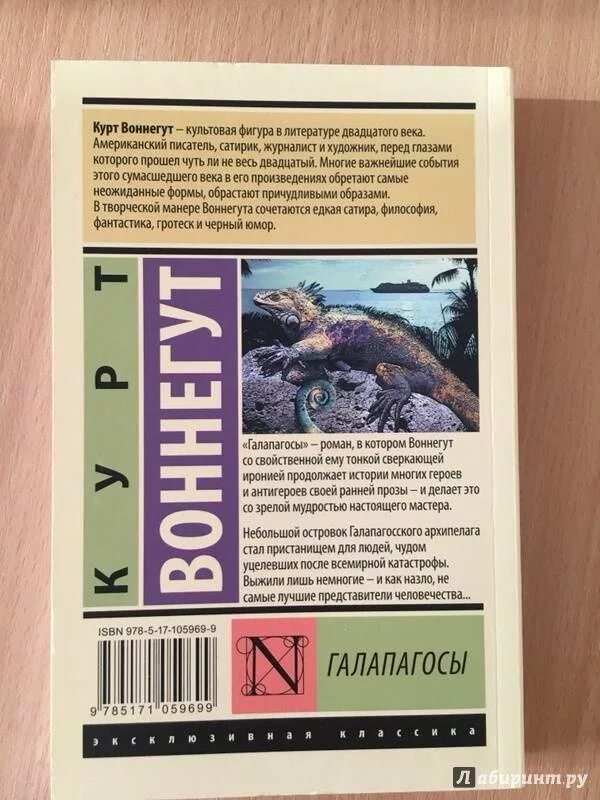 Курт Воннегут – культовая фигура в литературе двадцатого века.
Американский писатель, сатирик, журналист и художник, перед глазами
которого прошел чуть ли не весь двадцатый. Многие важнейшие события
этого сумасшедшего века в его произведениях обретают самые
неожиданные формы, обрастают причудливыми образами.
В творческой манере Воннегута сочетаются едкая сатира, философия,
фантастика, гротеск и черный юмор.
КУРТ
ВОННЕГУТ
«Галапагосы» – роман, в котором Воннегут
со свойственной ему тонкой сверкающей
иронией продолжает истории многих героев
и антигероев своей ранней прозы – и делает это
со зрелой мудростью настоящего мастера.
Небольшой островок Галапагосского архипелага
стал пристанищем для людей, чудом
уцелевших после всемирной катастрофы.
Выжили лишь немногие – и как назло, не
самые лучшие представители человечества...
ISBN 978-5-17-105969-9
9 785171 059699
N
ГАЛАПАГОСЫ
эксклюзивная классика
Лабиринт.ру